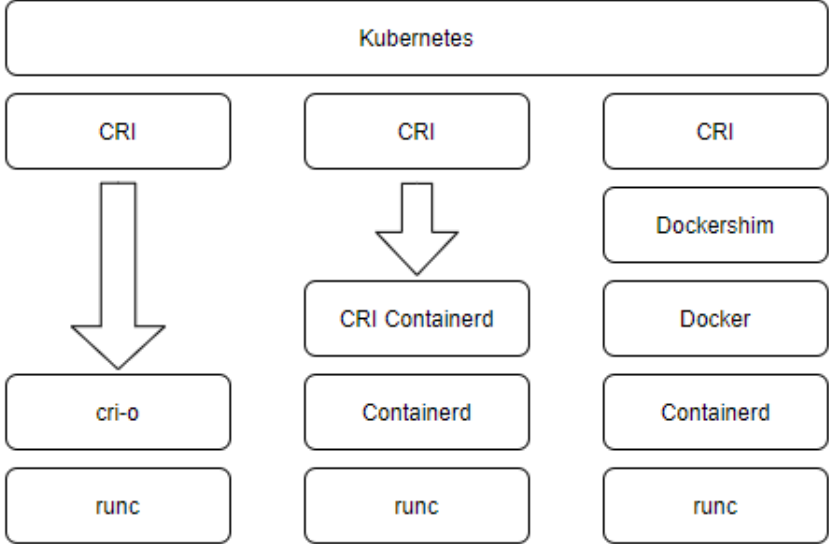 Kubernetes
CRI
CRI
CRI
Dockershim
CRI Containerd
Docker
cri-o
Containerd
Containerd
runc
runc
runc